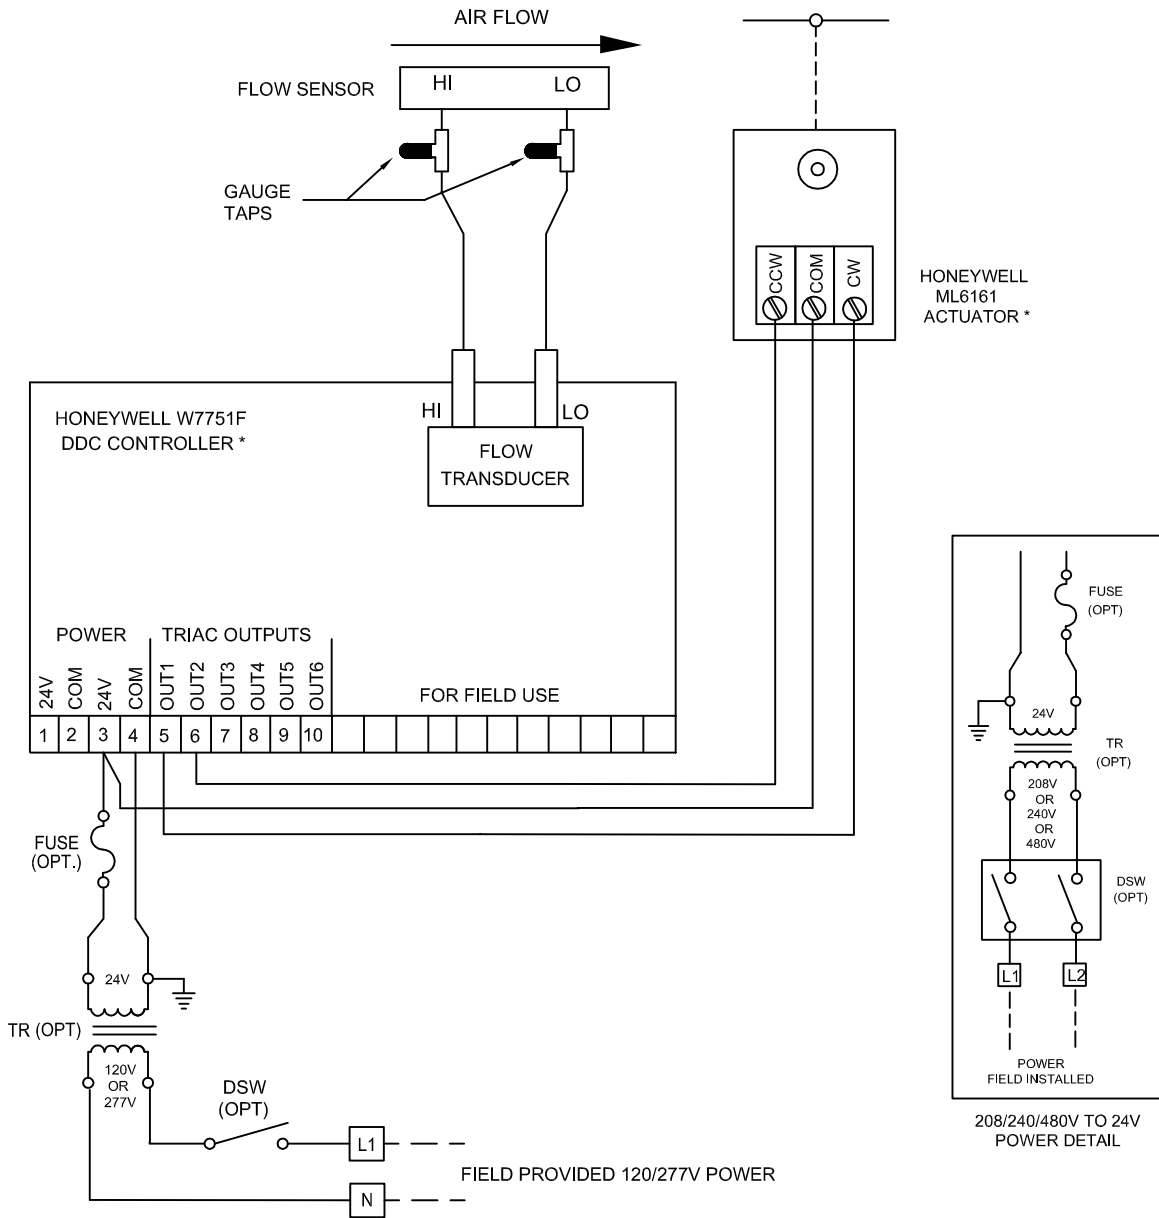 AIR FLOW
FLOW SENSOR
HI
LO
GAUGE
TAPS
CCW
COM
CW
HONEYWELL
ML6161
ACTUATOR *
HONEYWELL W7751F
DDC CONTROLLER *
HI
LO
FLOW
TRANSDUCER
POWER
TRIAC OUTPUTS
24V
COM
24V
COM
OUT1
OUT2
OUT3
OUT4
OUT5
OUT6
FOR FIELD USE
1
2
3
4
5
6
7
8
9
10
FUSE
(OPT.)
24V
TR (OPT)
120V
OR
277V
DSW
(OPT)
L1
N
FIELD PROVIDED 120/277V POWER
FUSE
(OPT)
24V
TR
(OPT)
208V
OR
240V
OR
480V
DSW
(OPT)
L1
L2
POWER
FIELD INSTALLED
208/240/480V TO 24V
POWER DETAIL